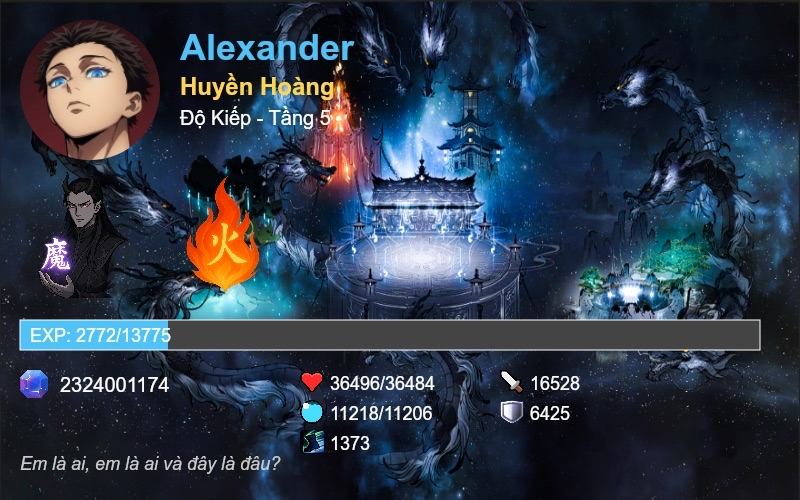 Alexander
Huyền Hoàng
Độ Kiếp - Tầng 5
魔
火
EXP: 2772/13775
2324001174
36496/36484
16528
11218/11206
6425
1373
Em là ai, em là ai và đây là đâu?